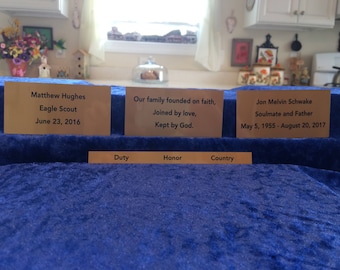 Matthew Hughes
Eagle Scout
June 23, 2016
Our family founded on faith,
Joined by love,
Kept by God.
Jon Melvin Schwake
Soulmate and Father
May 5, 1955 - August 20, 2017
Duty Honor Country